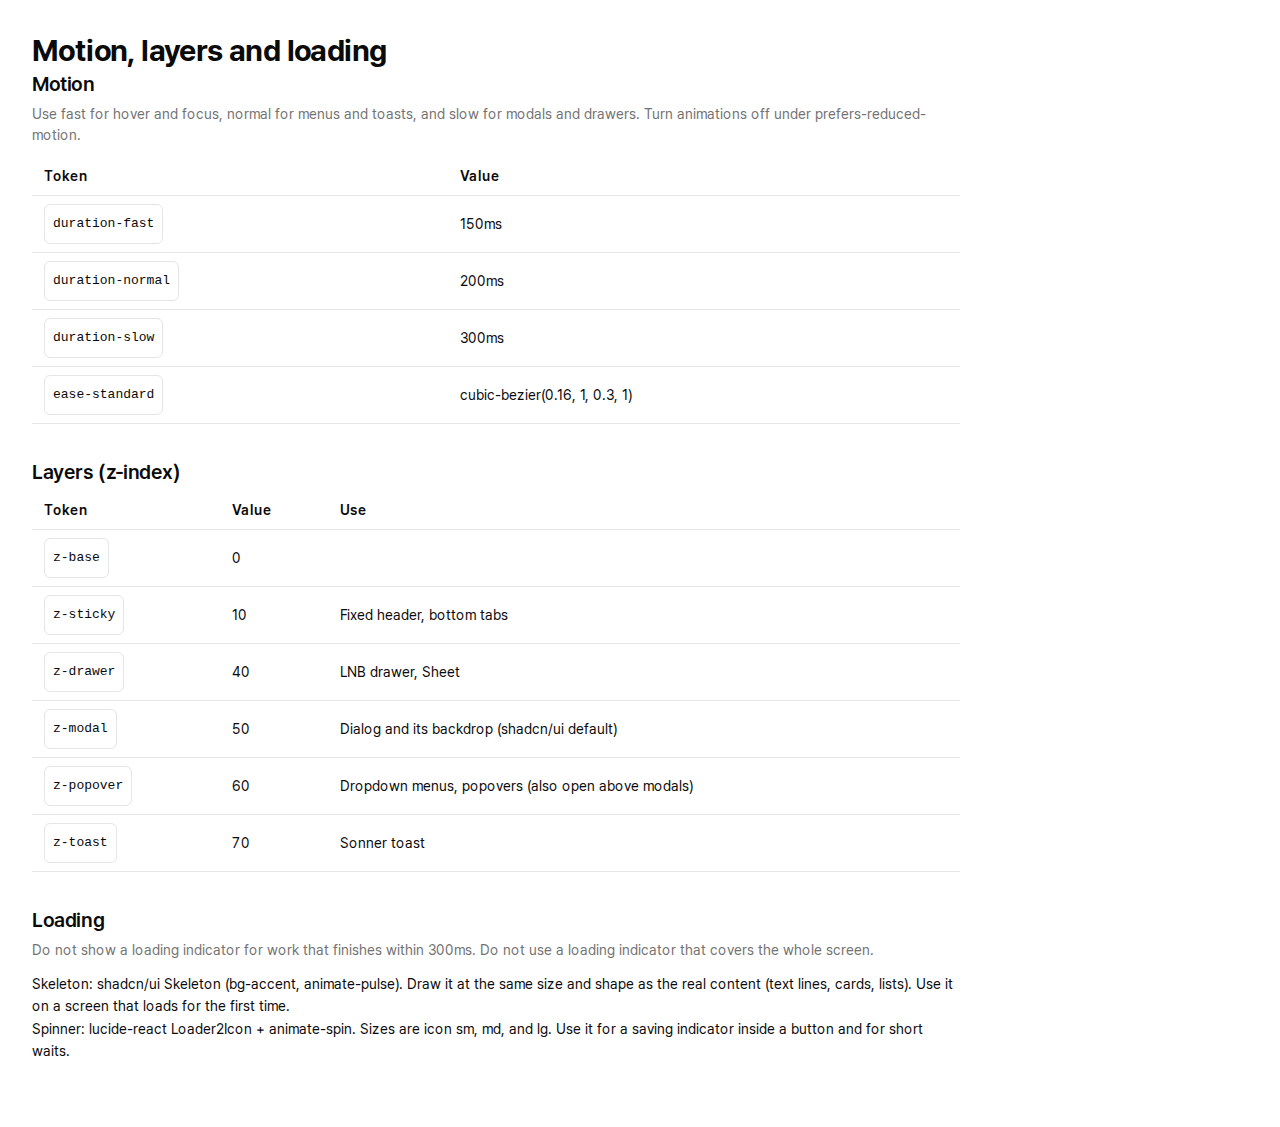 Motion, layers and loading
Motion
Use fast for hover and focus, normal for menus and toasts, and slow for modals and drawers. Turn animations off under prefers-reduced-
motion.
Token Value
duration-fast 150ms
duration-normal 200ms
duration-slow 300ms
ease-standard cubic-bezier(0.16, 1, 0.3, 1)
Layers (z-index)
Token Value Use
z-base 0
z-sticky 10 Fixed header, bottom tabs
z-drawer 40 LNB drawer, Sheet
z-modal 50 Dialog and its backdrop (shadcn/ui default)
z-popover 60 Dropdown menus, popovers (also open above modals)
z-toast 70 Sonner toast
Loading
Do not show a loading indicator for work that finishes within 300ms. Do not use a loading indicator that covers the whole screen.
Skeleton: shadcn/ui Skeleton (bg-accent, animate-pulse). Draw it at the same size and shape as the real content (text lines, cards, lists). Use it
on a screen that loads for the first time.
Spinner: lucide-react Loader2Icon + animate-spin. Sizes are icon sm, md, and lg. Use it for a saving indicator inside a button and for short
waits.